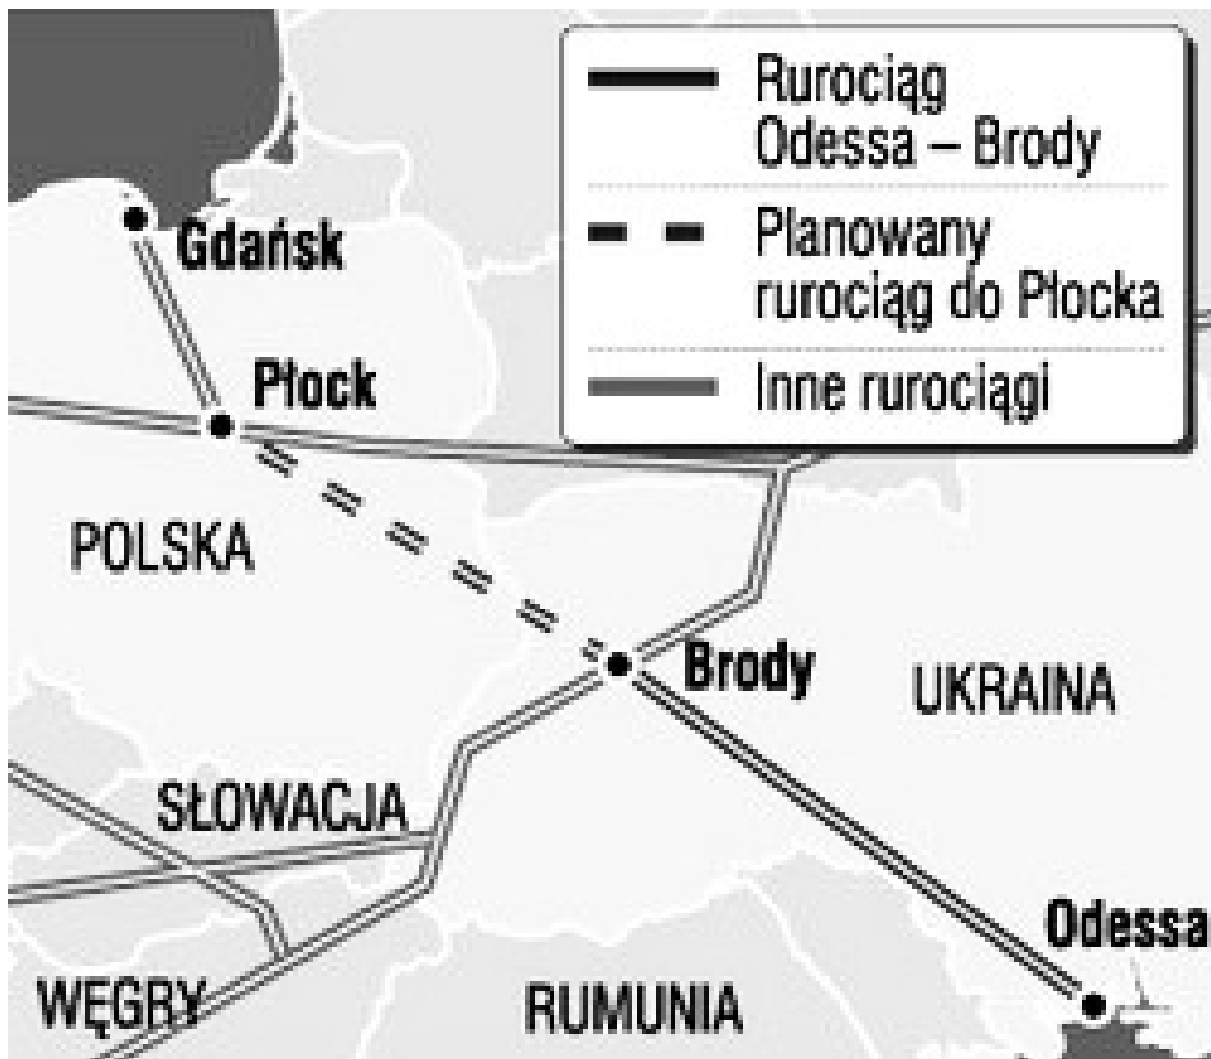 Rurociąg
Odessa – Brody
Planowany
rurociąg do Płocka
Inne rurociągi
Gdańsk
Płock
POLSKA
Brody
UKRAINA
SŁOWACJA
Odessa
WĘGRY
RUMUNIA